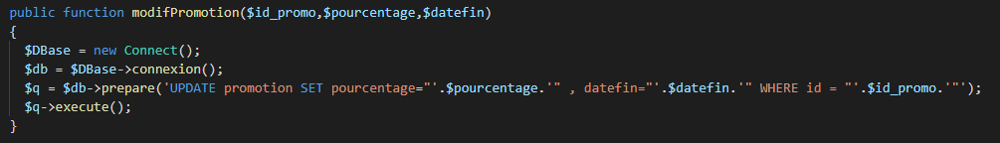 public function modifPromotion($id_promo,$pourcentage,$datefin)
{
$DBase = new Connect();
$db = $DBase->connexion();
$q = $db->prepare('UPDATE promotion SET pourcentage="'.$pourcentage.'" , datefin="'.$datefin.'" WHERE id = "'.$id_promo.'"');
$q->execute();
}